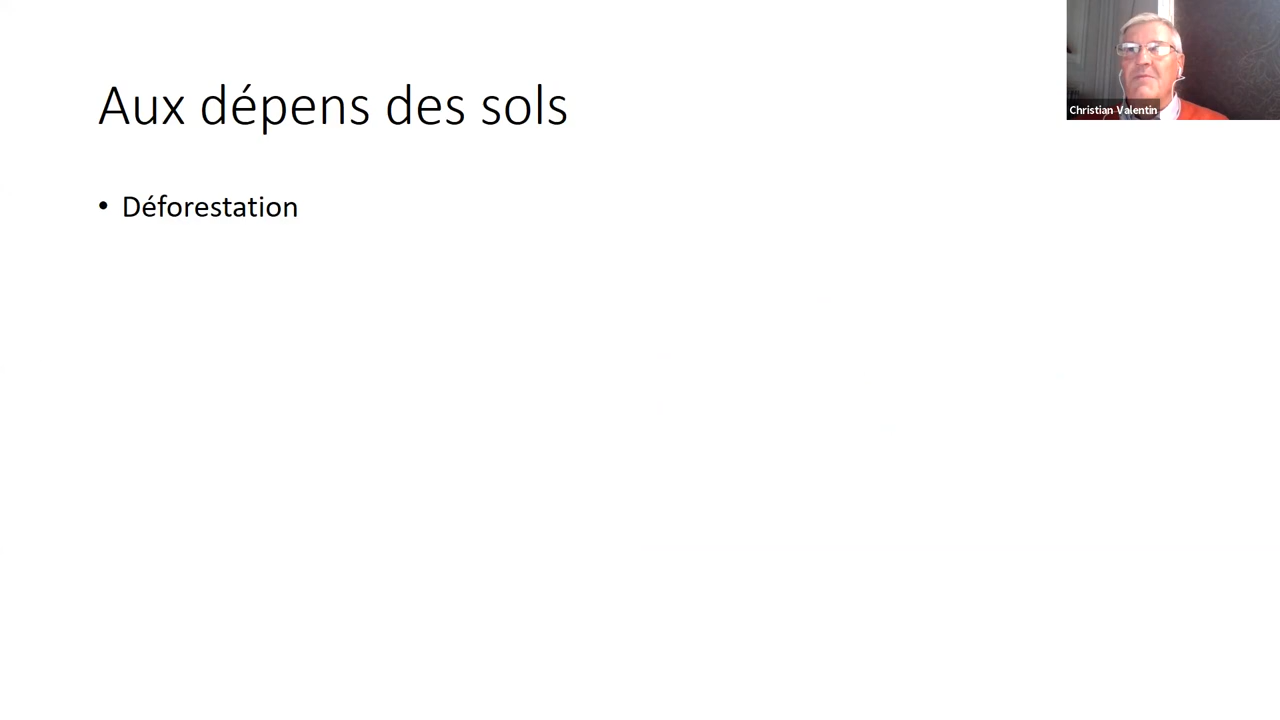 Aux dépens des sols
Christian Valentin
• Déforestation